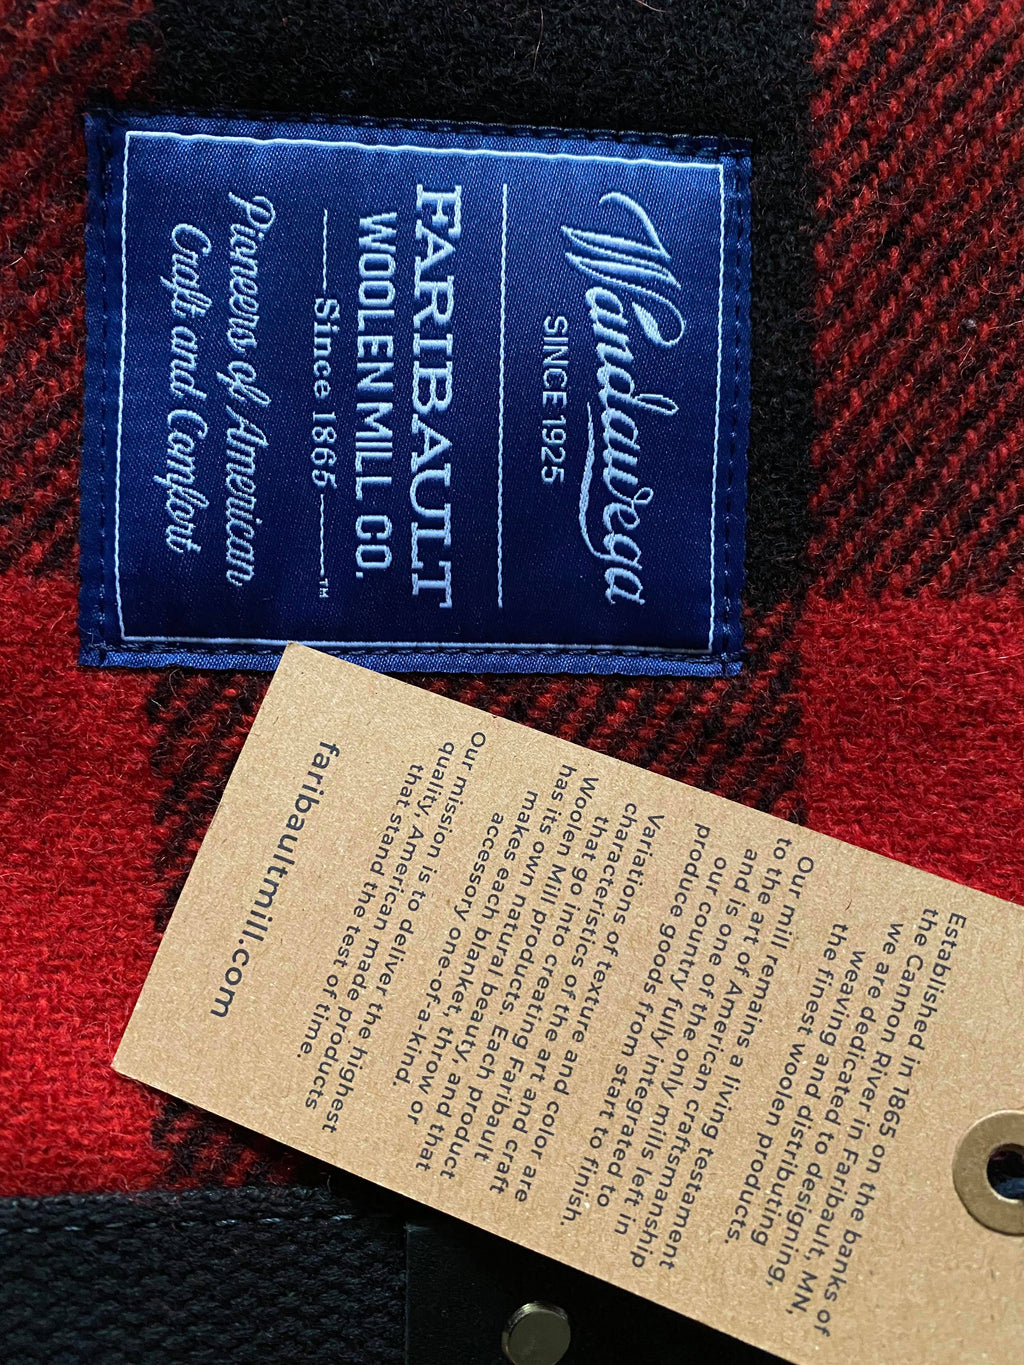 Wandawega
SINCE 1925
FARIBAULT
WOOLEN MILL CO.
Since 1865 ™
Pioneers of American
Craft and Comfort
Established in 1865 on the banks of
the Cannon River in Faribault, MN,
we are dedicated to designing,
weaving and distributing
the finest woolen products.
Our mill remains a living testament
to the art of American craftsmanship
and is one of the only mills left in
our country fully integrated to
produce goods from start to finish.
Variations of texture and color are
characteristics of the art and craft
that go into creating Faribault
Woolen Mill products. Each product
has its own natural beauty, and that
makes each blanket, throw or
accessory one-of-a-kind.
Our mission is to deliver the highest
quality, American made products
that stand the test of time.
faribaultmill.com